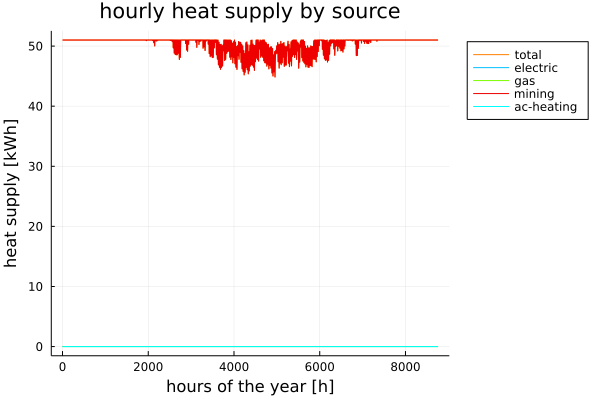 hourly heat supply by source
heat supply [kWh]
50
40
30
20
10
0
0 2000 4000 6000 8000
hours of the year [h]
total
electric
gas
mining
ac-heating